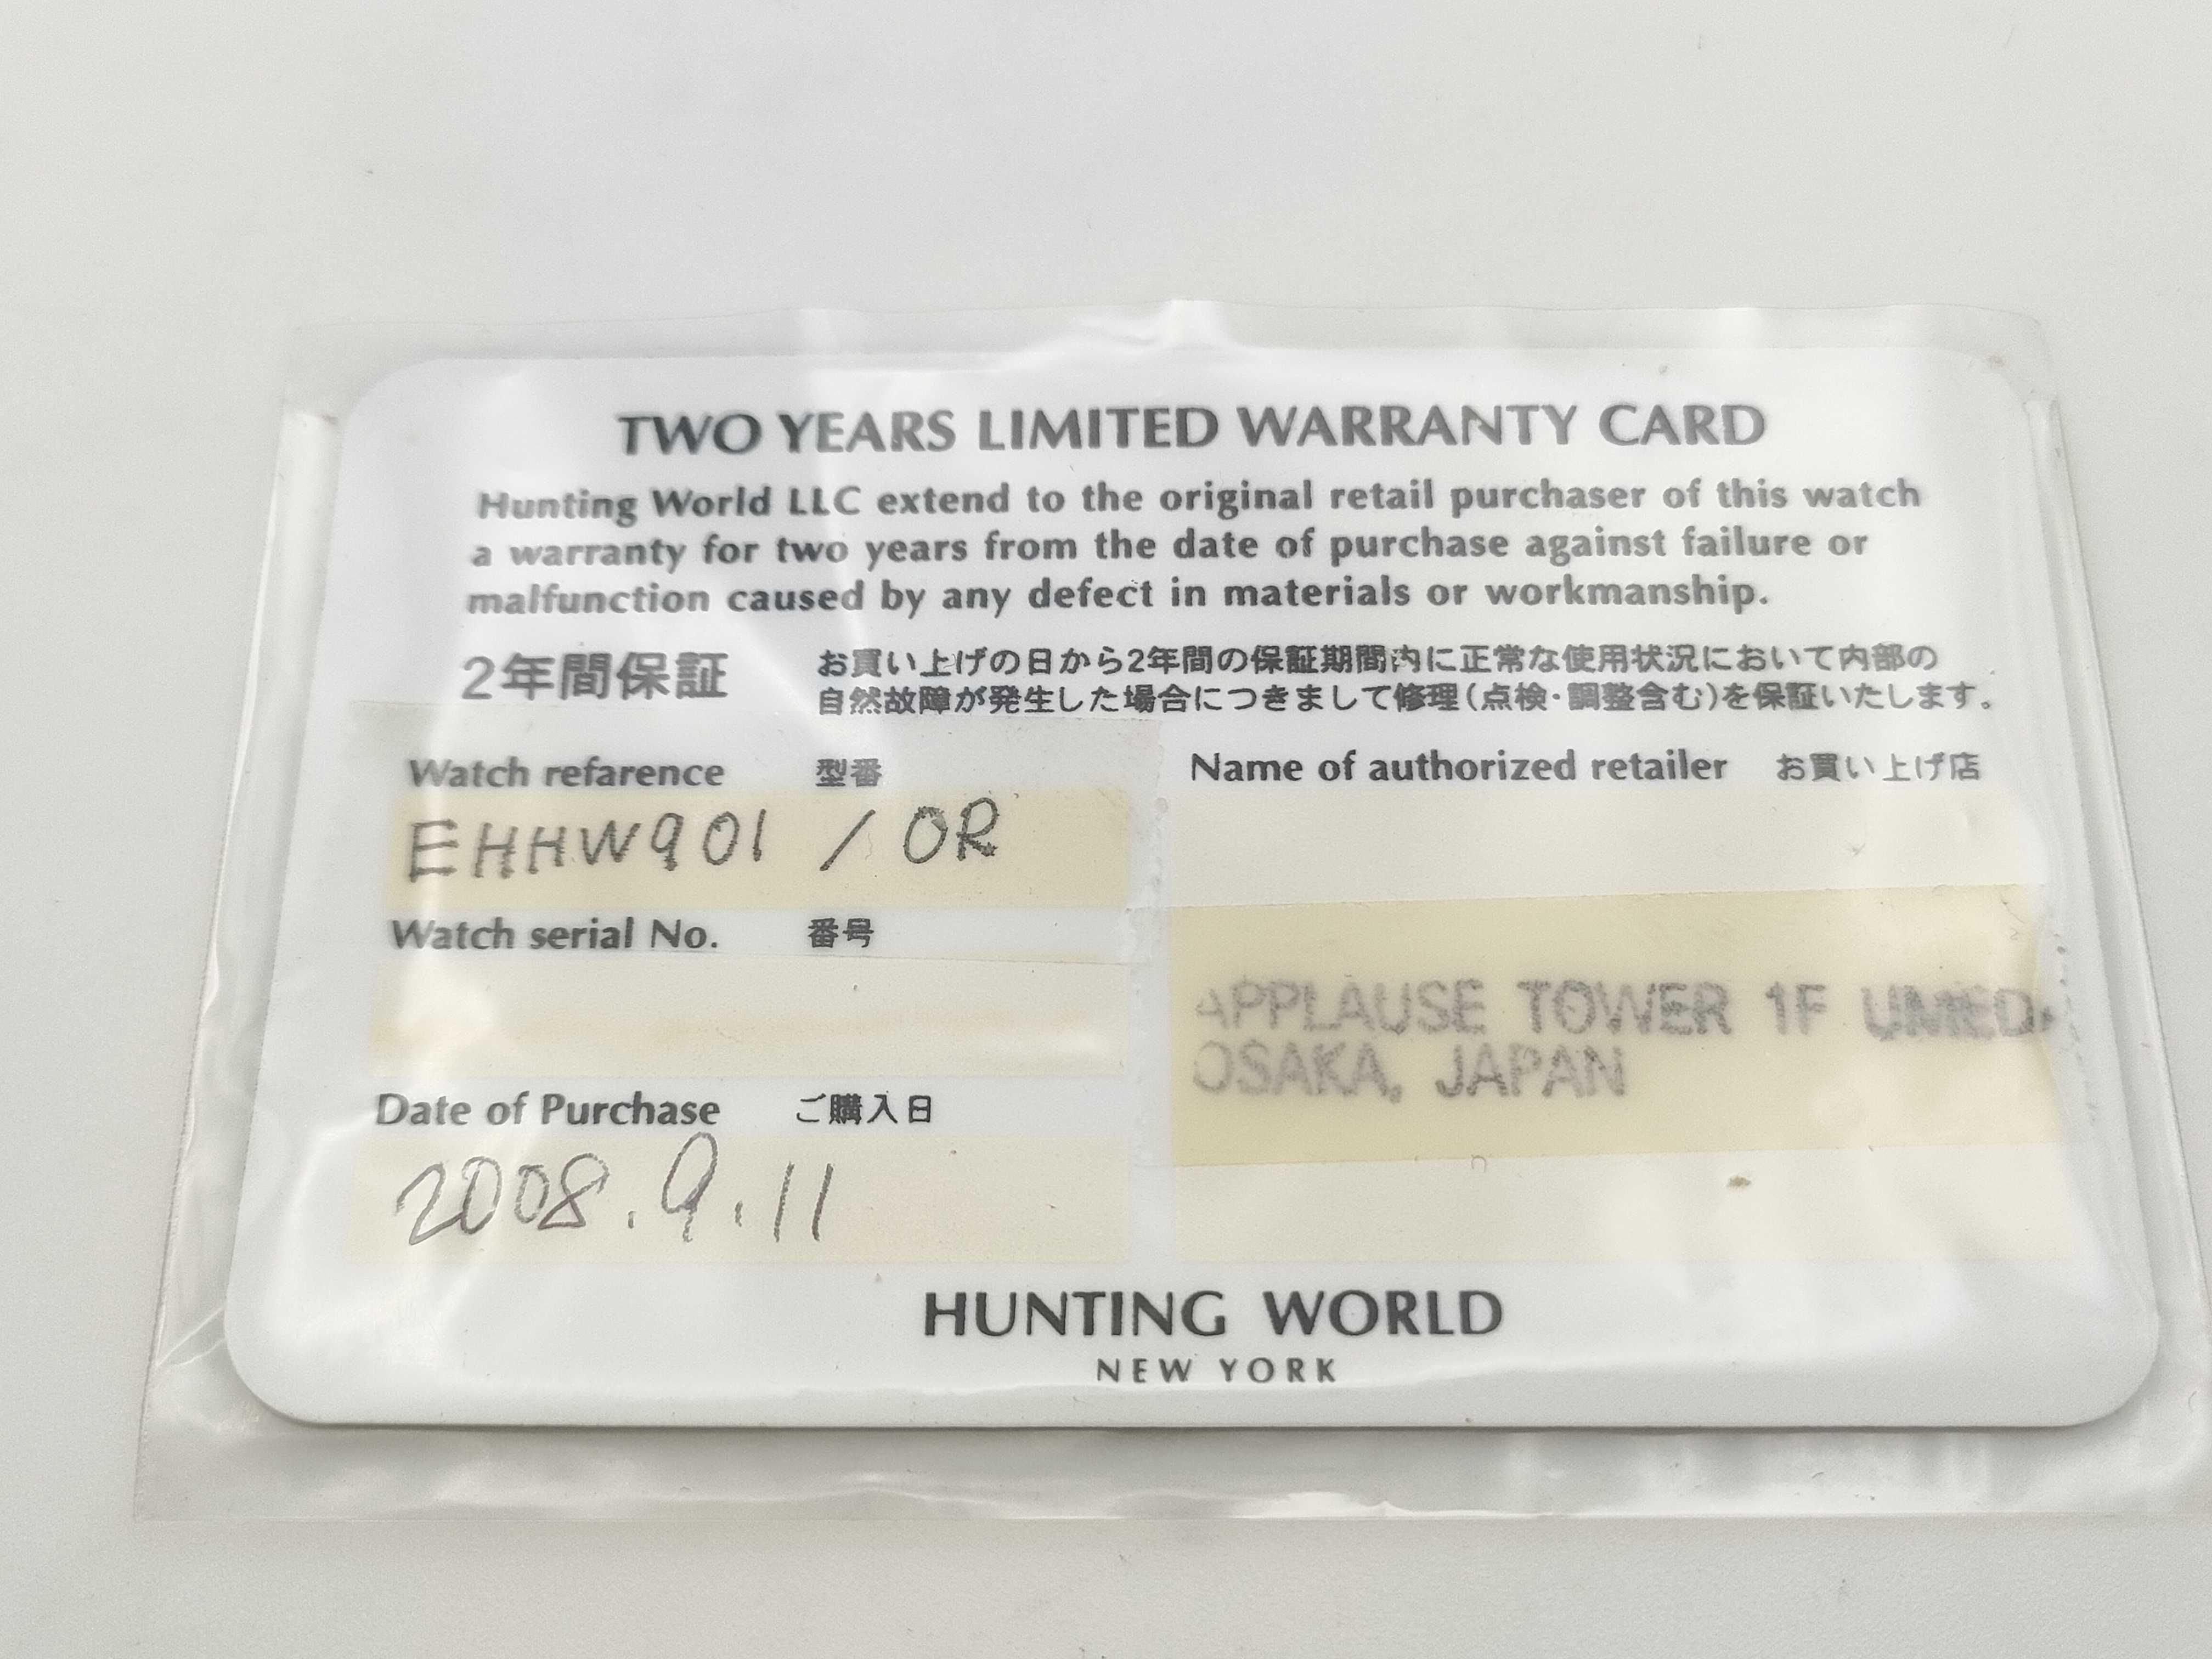 TWO YEARS LIMITED WARRANTY CARD
Hunting World LLC extend to the original retail purchaser of this watch
a warranty for two years from the date of purchase against failure or
malfunction caused by any defect in materials or workmanship.
2年間保証
お買い上げの日から2年間の保証期間内に正常な使用状況において内部の
自然故障が発生した場合につきまして修理(点検·調整含む)を保証いたします。
Watch refarence 型番
EHHW901 / OR
Watch serial No. 番号
Date of Purchase ご購入日
2008.9.11
Name of authorized retailer お買い上げ店
APPLAUSE TOWER 1F UMEDA
OSAKA, JAPAN
HUNTING WORLD
NEW YORK